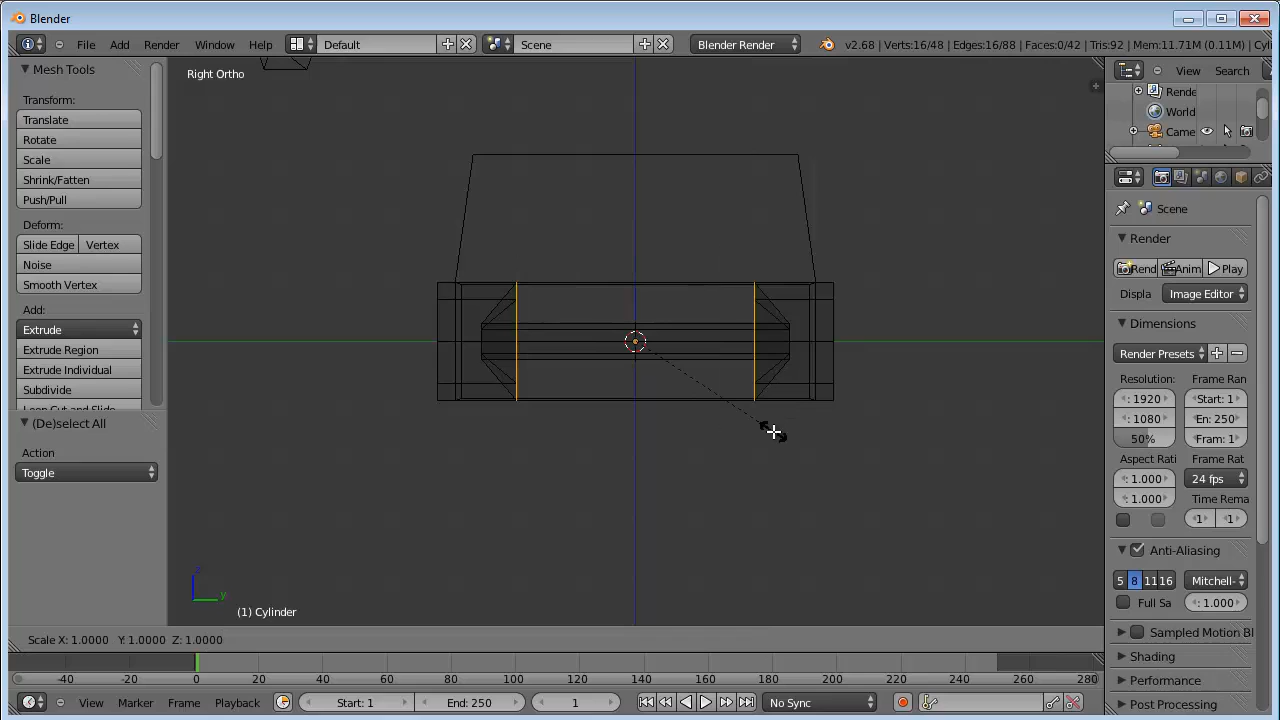 Blender
File Add Render Window Help Default Scene Blender Render v2.68 | Verts:16/48 | Edges:16/88 | Faces:0/42 | Tris:92 | Mem:11.71M (0.11M) | Cyli
Mesh Tools
Transform:
Translate
Rotate
Scale
Shrink/Fatten
Push/Pull
Deform:
Slide Edge Vertex
Noise
Smooth Vertex
Add:
Extrude
Extrude Region
Extrude Individual
Subdivide
Loop Cut and Slide
(De)select All
Action
Toggle
Right Ortho
z
y
(1) Cylinder
Scale X: 1.0000 Y: 1.0000 Z: 1.0000
View Search
Rende
World
Came
Scene
Render
Rend Anim Play
Displa Image Editor
Dimensions
Render Presets
Resolution: Frame Ran
: 1920 Start: 1
: 1080 En: 250
50% Fram: 1
Aspect Rati Frame Rat
: 1.000 24 fps
: 1.000 Time Rema
1 1
Anti-Aliasing
5 8 11 16 Mitchell-
Full Sa : 1.000
Sampled Motion Bl
Shading
Performance
Post Processing
-40 -20 0 20 40 60 80 100 120 140 160 180 200 220 240 260 280
View Marker Frame Playback Start: 1 End: 250 1 No Sync